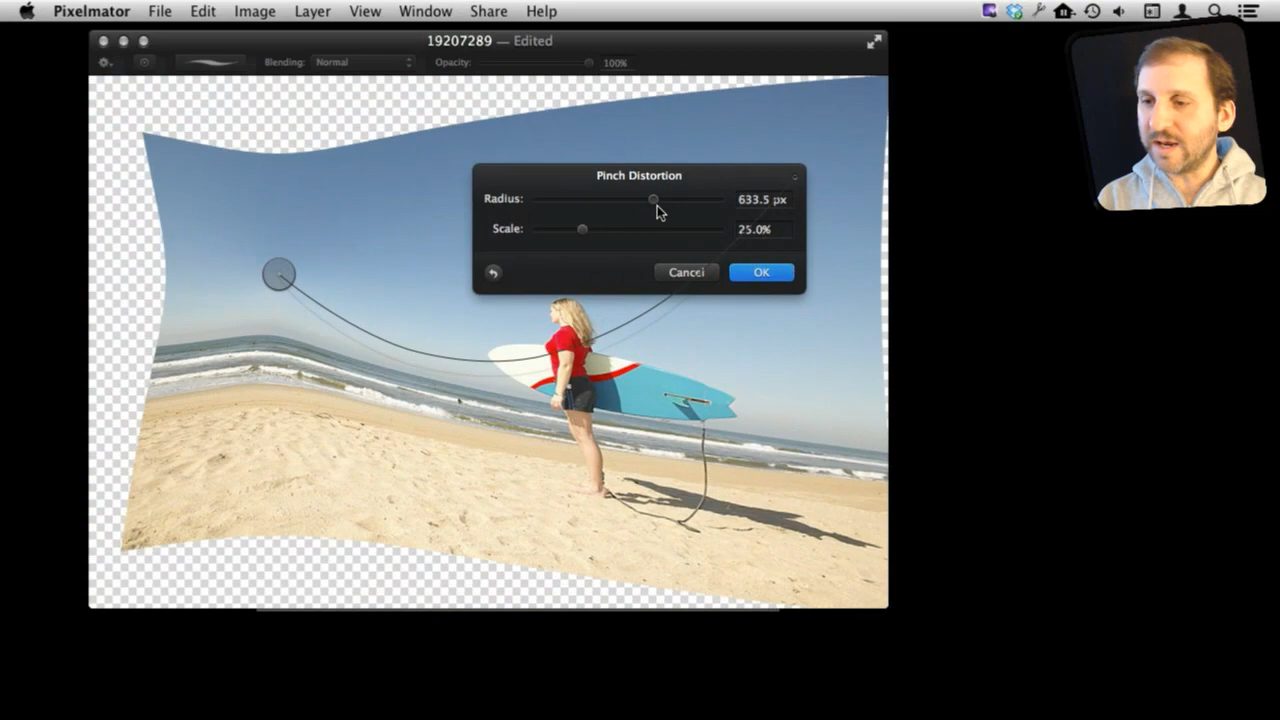 Pixelmator File Edit Image Layer View Window Share Help
19207289 — Edited
Blending: Normal Opacity: 100%
Pinch Distortion
Radius: 633.5 px
Scale: 25.0%
Cancel OK